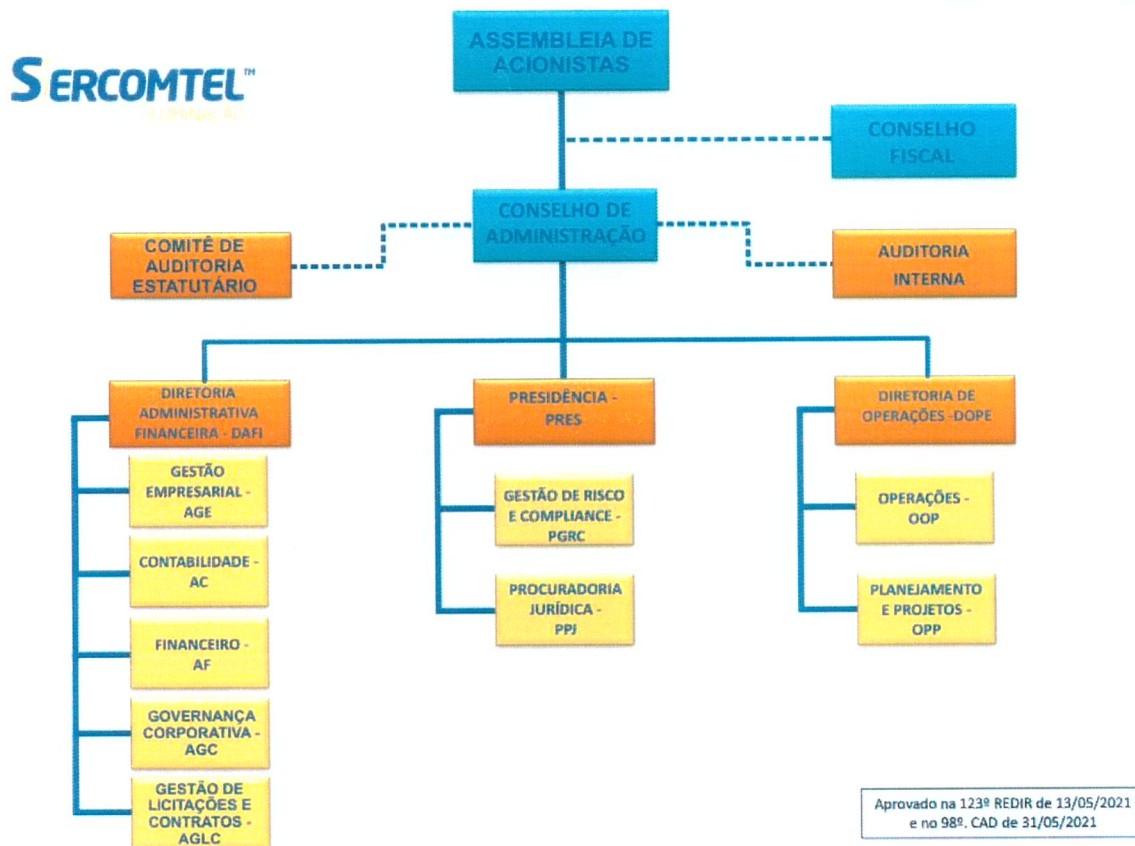 ASSEMBLEIA DE
ACIONISTAS
SERCOMTEL™
ILUMINAÇÃO
CONSELHO
FISCAL
CONSELHO DE
ADMINISTRAÇÃO
COMITÊ DE
AUDITORIA
ESTATUTÁRIO
AUDITORIA
INTERNA
DIRETORIA
ADMINISTRATIVA
FINANCEIRA - DAFI
PRESIDÊNCIA -
PRES
DIRETORIA DE
OPERAÇÕES -DOPE
GESTÃO
EMPRESARIAL -
AGE
CONTABILIDADE -
AC
FINANCEIRO -
AF
GOVERNANÇA
CORPORATIVA -
AGC
GESTÃO DE
LICITAÇÕES E
CONTRATOS -
AGLC
GESTÃO DE RISCO
E COMPLIANCE -
PGRC
PROCURADORIA
JURÍDICA -
PPJ
OPERAÇÕES -
OOP
PLANEJAMENTO
E PROJETOS -
OPP
Aprovado na 123º REDIR de 13/05/2021
e no 98º. CAD de 31/05/2021